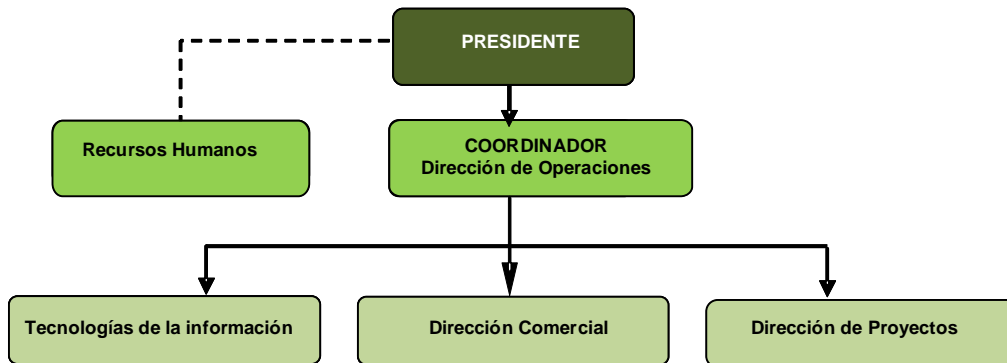 PRESIDENTE
Recursos Humanos
COORDINADOR
Dirección de Operaciones
Tecnologías de la información
Dirección Comercial
Dirección de Proyectos